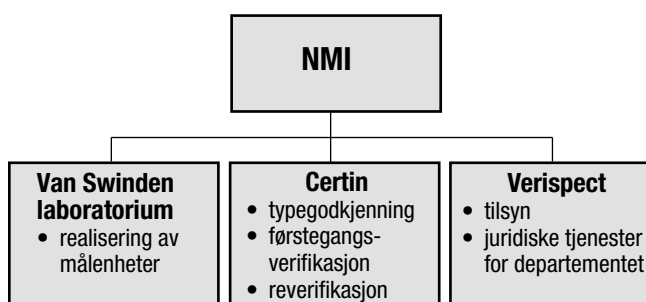 NMI
Van Swinden
laboratorium
• realisering av
målenheter
Certin
• typegodkjenning
• førstegangs-
verifikasjon
• reverifikasjon
Verispect
• tilsyn
• juridiske tjenester
for departementet